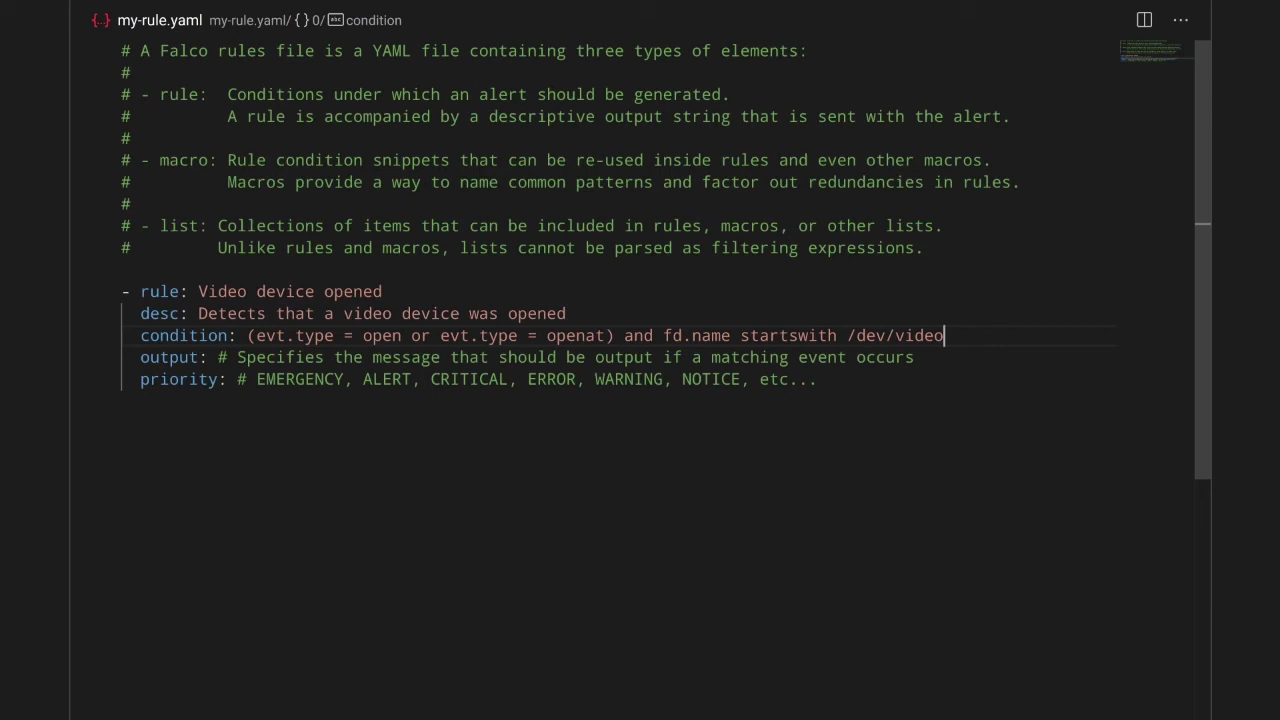 {..} my-rule.yaml my-rule.yaml/ { } 0/ abc condition ...
# A Falco rules file is a YAML file containing three types of elements:
#
# - rule:  Conditions under which an alert should be generated.
#          A rule is accompanied by a descriptive output string that is sent with the alert.
#
# - macro: Rule condition snippets that can be re-used inside rules and even other macros.
#          Macros provide a way to name common patterns and factor out redundancies in rules.
#
# - list: Collections of items that can be included in rules, macros, or other lists.
#         Unlike rules and macros, lists cannot be parsed as filtering expressions.
- rule: Video device opened
  desc: Detects that a video device was opened
  condition: (evt.type = open or evt.type = openat) and fd.name startswith /dev/video
  output: # Specifies the message that should be output if a matching event occurs
  priority: # EMERGENCY, ALERT, CRITICAL, ERROR, WARNING, NOTICE, etc...